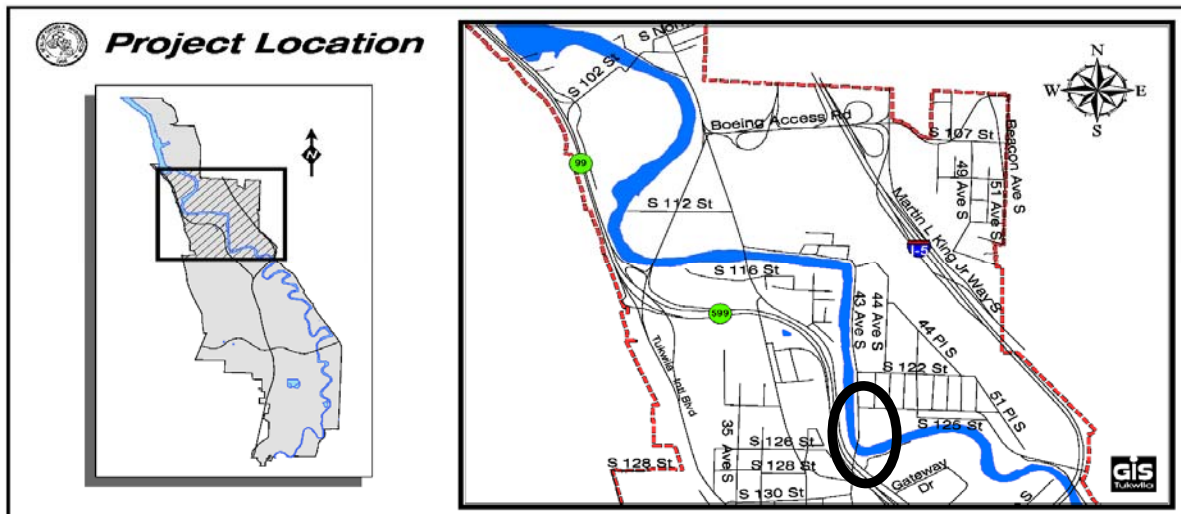 Project Location
N
S Norf
S 102 St
N
W
E
S
Boeing Access Rd
S 107 St
Beacon Ave S
99
49 Ave S
51 Ave S
S 112 St
Martin L King Jr Way S
I-5
S 116 St
43 Ave S
44 Ave S
599
44 Pl S
Tukwila Intl Blvd
S 122 St
51 Pl S
35 Ave S
S 125 St
S 126 St
S 128 St
S 128 St
Gateway
Dr
S 130 St
S
GIS
Tukwila